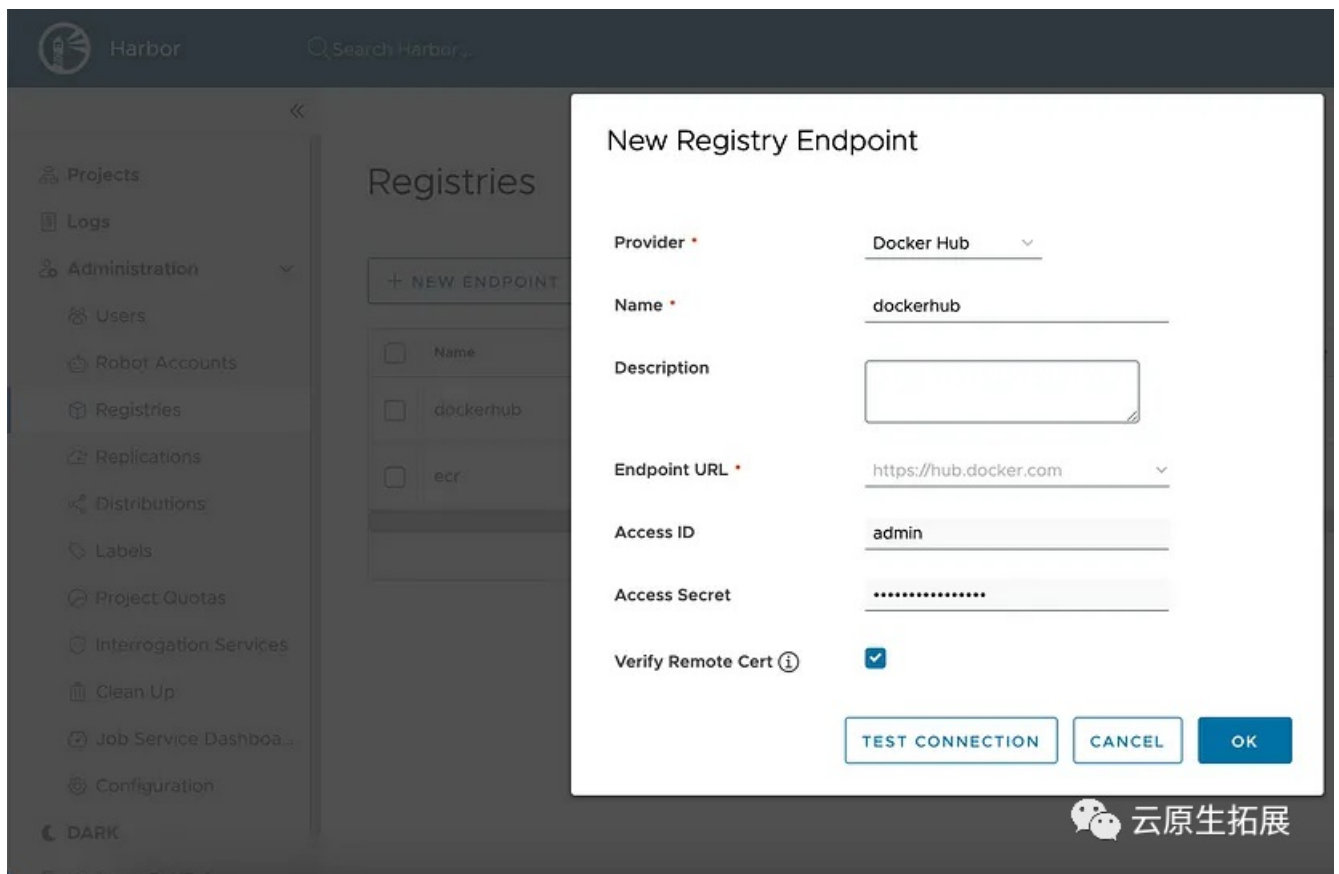 Harbor
Search Harbor...
Projects
Logs
Administration
Users
Robot Accounts
Registries
Replications
Distributions
Labels
Project Quotas
Interrogation Services
Clean Up
Job Service Dashboa...
Configuration
DARK
Registries
+ NEW ENDPOINT
Name
dockerhub
ecr
New Registry Endpoint
Provider • Docker Hub
Name • dockerhub
Description
Endpoint URL • https://hub.docker.com
Access ID admin
Access Secret ••••••••••••••••
Verify Remote Cert
TEST CONNECTION CANCEL OK
云原生拓展